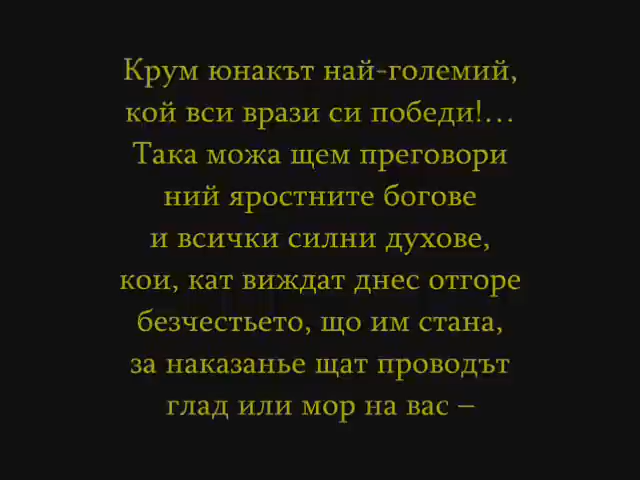 Крум юнакът най-големий,
кой вси врази си победи!…
Така можа щем преговори
ний яростните богове
и всички силни духове,
кои, кат виждат днес отгоре
безчестьето, що им стана,
за наказанье щат проводът
глад или мор на вас –